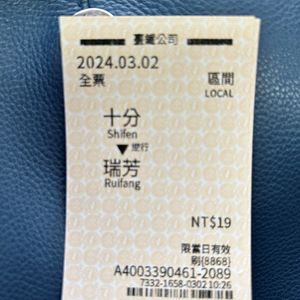 臺鐵公司
2024.03.02
全票 區間
LOCAL
十分
Shifen
▼ 逆行
瑞芳
Ruifang
NT$19
限當日有效
刷{8868}
A4003390461-2089
7332-1658-0302 10:26